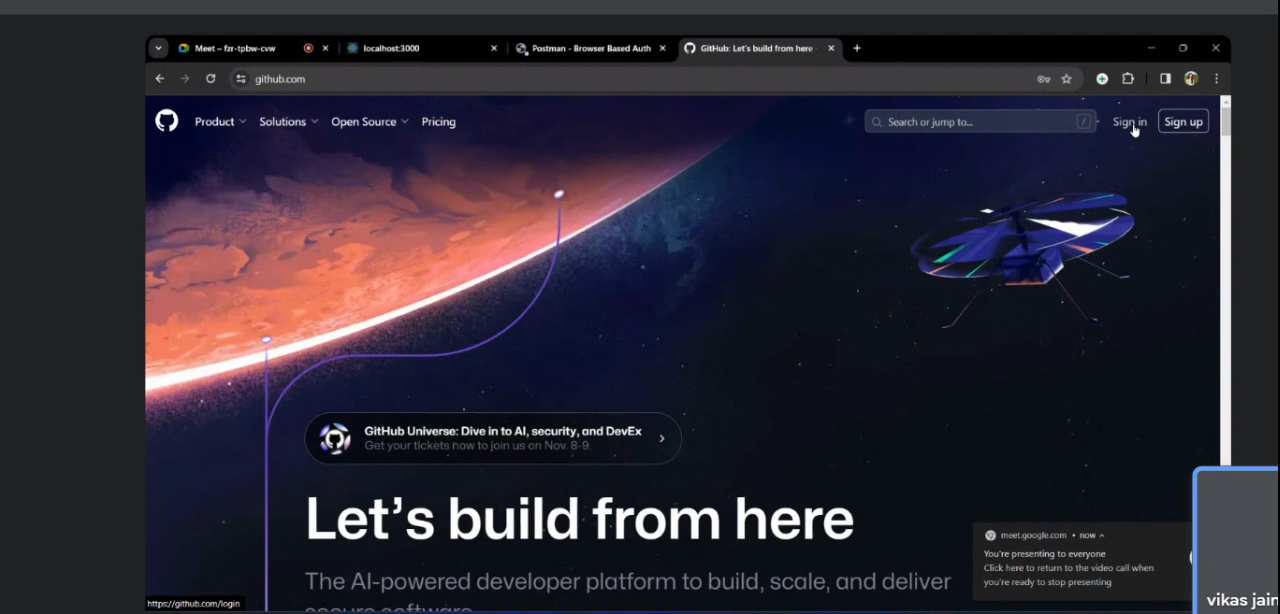 Meet – fzr-tpbw-cvw
localhost:3000
Postman - Browser Based Auth
GitHub: Let's build from here ·
github.com
Product
Solutions
Open Source
Pricing
Search or jump to...
/
Sign in
Sign up
GitHub Universe: Dive in to AI, security, and DevEx
Get your tickets now to join us on Nov. 8-9.
Let's build from here
The AI-powered developer platform to build, scale, and deliver
secure software.
meet.google.com • now
You're presenting to everyone
Click here to return to the video call when
you're ready to stop presenting
https://github.com/login
vikas jain